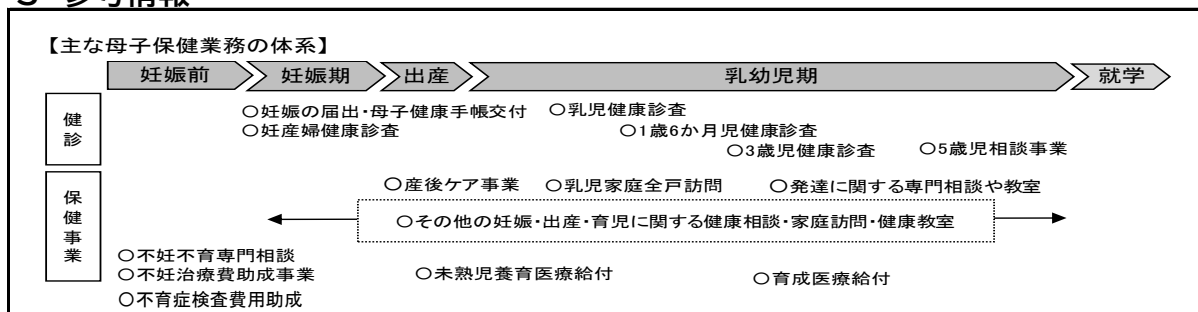 3 参考情報
【主な母子保健業務の体系】
妊娠前 妊娠期 出産 乳幼児期 就学
健診
○妊娠の届出・母子健康手帳交付 ○乳児健康診査
○妊産婦健康診査 ○1歳6か月児健康診査
○3歳児健康診査 ○5歳児相談事業
保健事業
○産後ケア事業 ○乳児家庭全戸訪問 ○発達に関する専門相談や教室
○その他の妊娠・出産・育児に関する健康相談・家庭訪問・健康教室
○不妊不育専門相談
○不妊治療費助成事業 ○未熟児養育医療給付 ○育成医療給付
○不育症検査費用助成